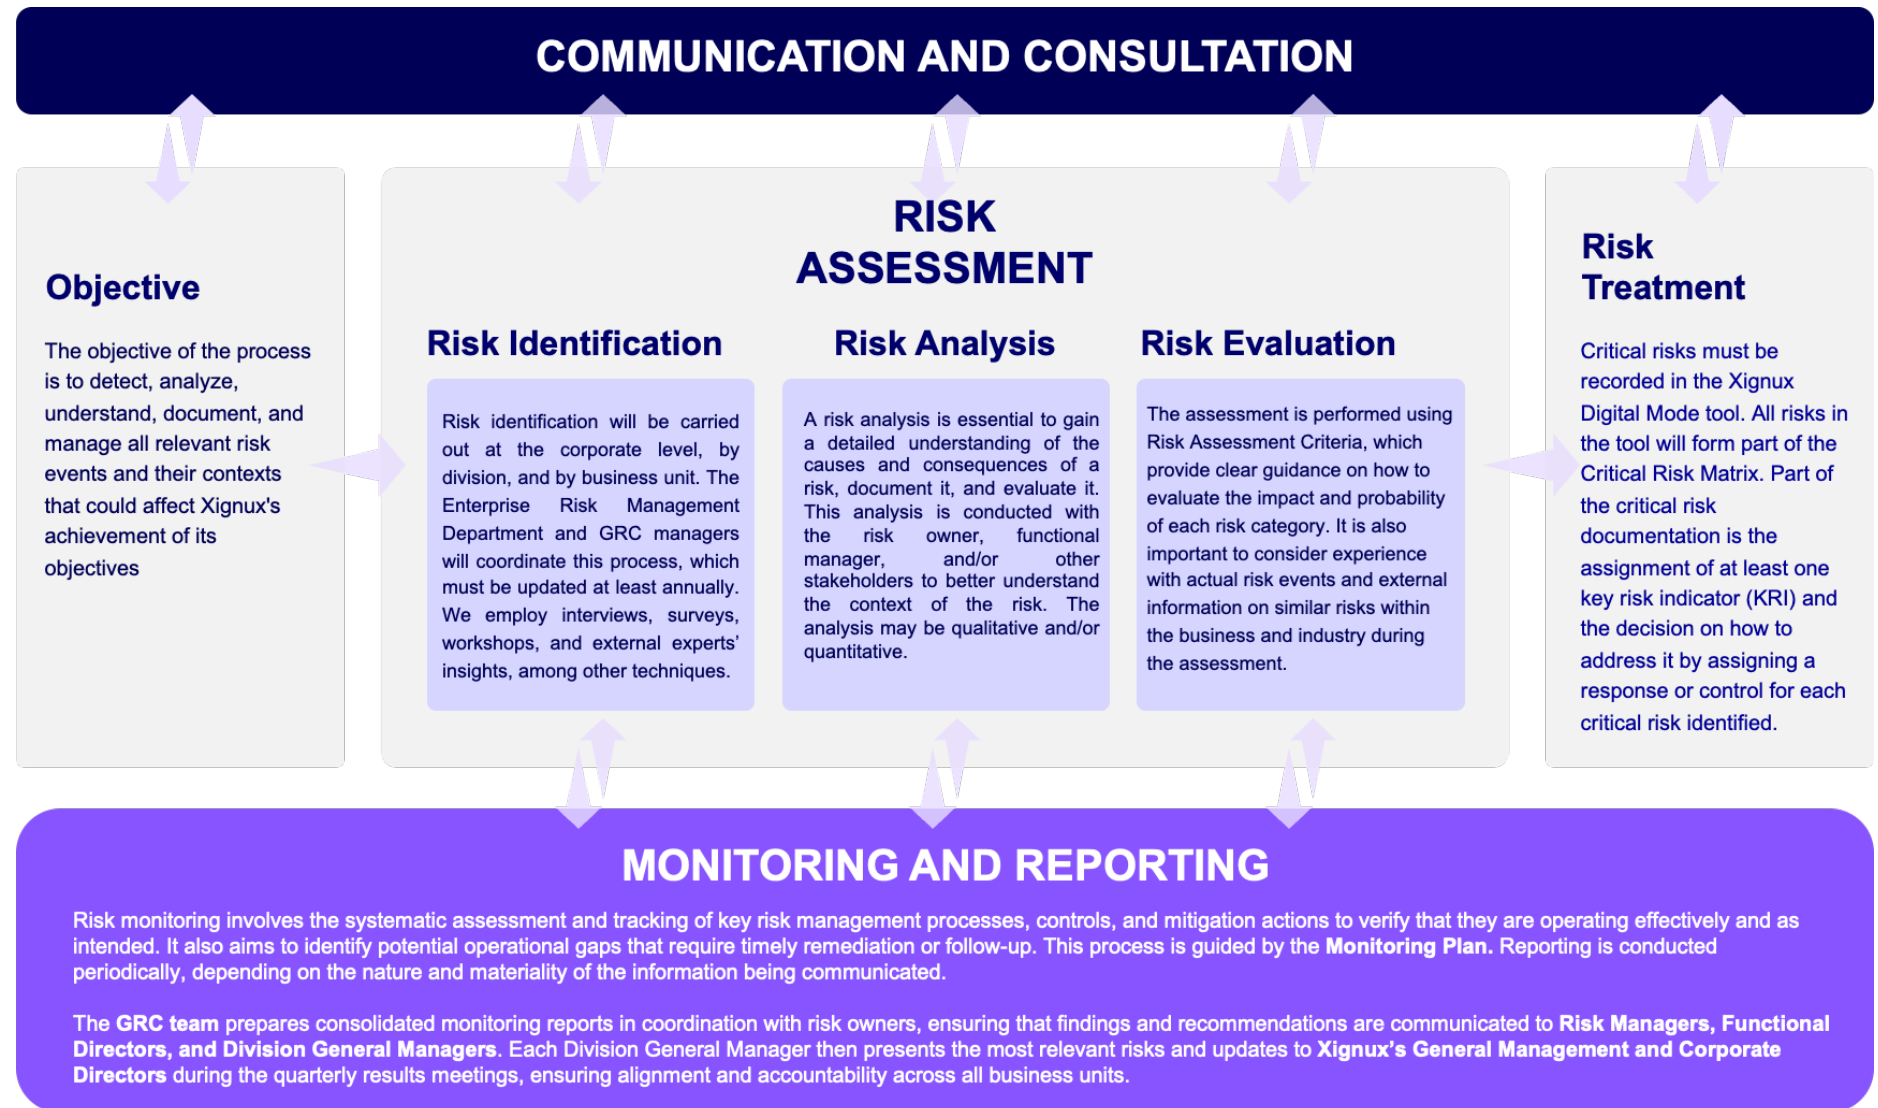 COMMUNICATION AND CONSULTATION
Objective
The objective of the process
is to detect, analyze,
understand, document, and
manage all relevant risk
events and their contexts
that could affect Xignux's
achievement of its
objectives
RISK
ASSESSMENT
Risk Identification
Risk identification will be carried
out at the corporate level, by
division, and by business unit. The
Enterprise Risk Management
Department and GRC managers
will coordinate this process, which
must be updated at least annually.
We employ interviews, surveys,
workshops, and external experts’
insights, among other techniques.
Risk Analysis
A risk analysis is essential to gain
a detailed understanding of the
causes and consequences of a
risk, document it, and evaluate it.
This analysis is conducted with
the risk owner, functional
manager, and/or other
stakeholders to better understand
the context of the risk. The
analysis may be qualitative and/or
quantitative.
Risk Evaluation
The assessment is performed using
Risk Assessment Criteria, which
provide clear guidance on how to
evaluate the impact and probability
of each risk category. It is also
important to consider experience
with actual risk events and external
information on similar risks within
the business and industry during
the assessment.
Risk
Treatment
Critical risks must be
recorded in the Xignux
Digital Mode tool. All risks in
the tool will form part of the
Critical Risk Matrix. Part of
the critical risk
documentation is the
assignment of at least one
key risk indicator (KRI) and
the decision on how to
address it by assigning a
response or control for each
critical risk identified.
MONITORING AND REPORTING
Risk monitoring involves the systematic assessment and tracking of key risk management processes, controls, and mitigation actions to verify that they are operating effectively and as
intended. It also aims to identify potential operational gaps that require timely remediation or follow-up. This process is guided by the Monitoring Plan. Reporting is conducted
periodically, depending on the nature and materiality of the information being communicated.
The GRC team prepares consolidated monitoring reports in coordination with risk owners, ensuring that findings and recommendations are communicated to Risk Managers, Functional
Directors, and Division General Managers. Each Division General Manager then presents the most relevant risks and updates to Xignux’s General Management and Corporate
Directors during the quarterly results meetings, ensuring alignment and accountability across all business units.